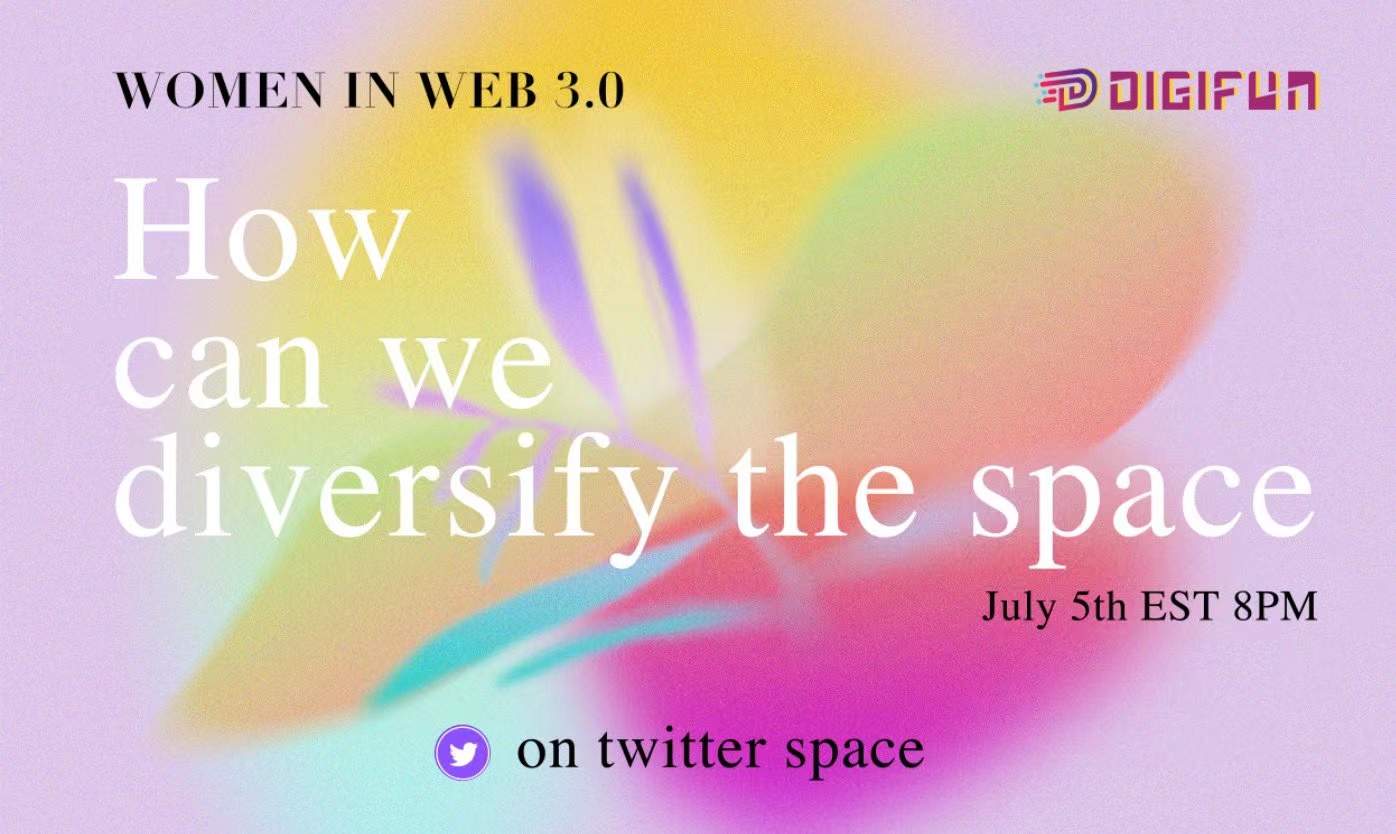 WOMEN IN WEB 3.0
DIGIFUN
How
can we
diversify the space
July 5th EST 8PM
on twitter space